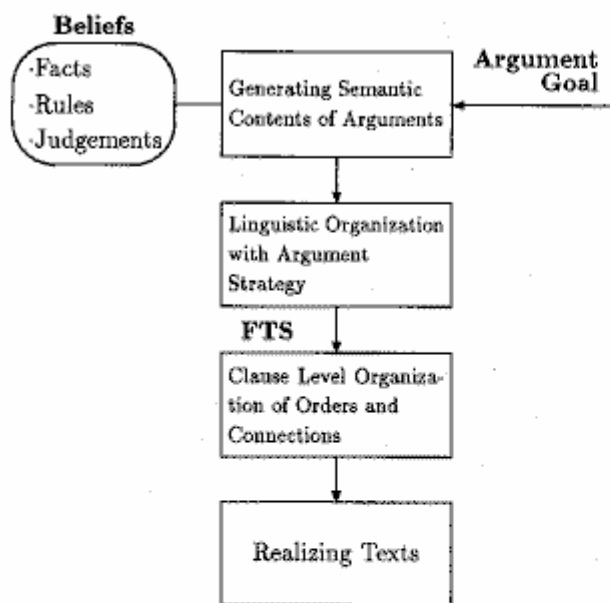 Beliefs
·Facts
·Rules
·Judgements
Generating Semantic
Contents of Arguments
Argument
Goal
Linguistic Organization
with Argument
Strategy
FTS
Clause Level Organiza-
tion of Orders and
Connections
Realizing Texts